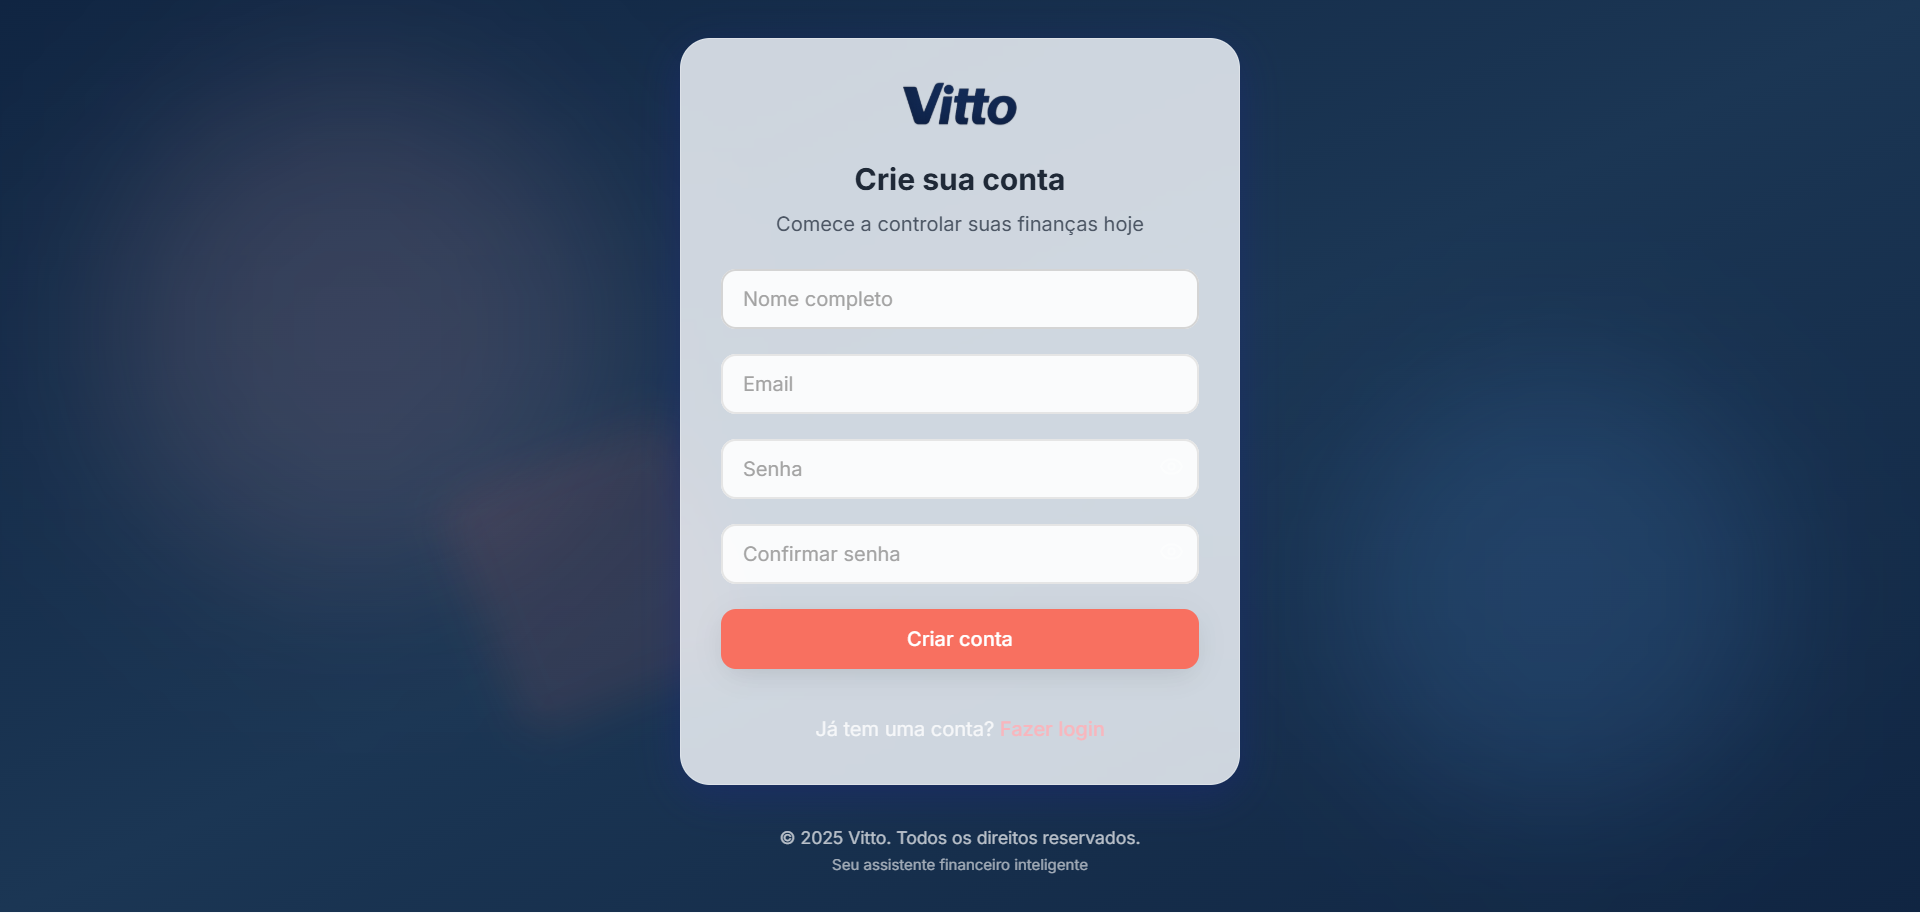 Vitto
Crie sua conta
Comece a controlar suas finanças hoje
Nome completo
Email
Senha
Confirmar senha
Criar conta
Já tem uma conta? Fazer login
© 2025 Vitto. Todos os direitos reservados.
Seu assistente financeiro inteligente